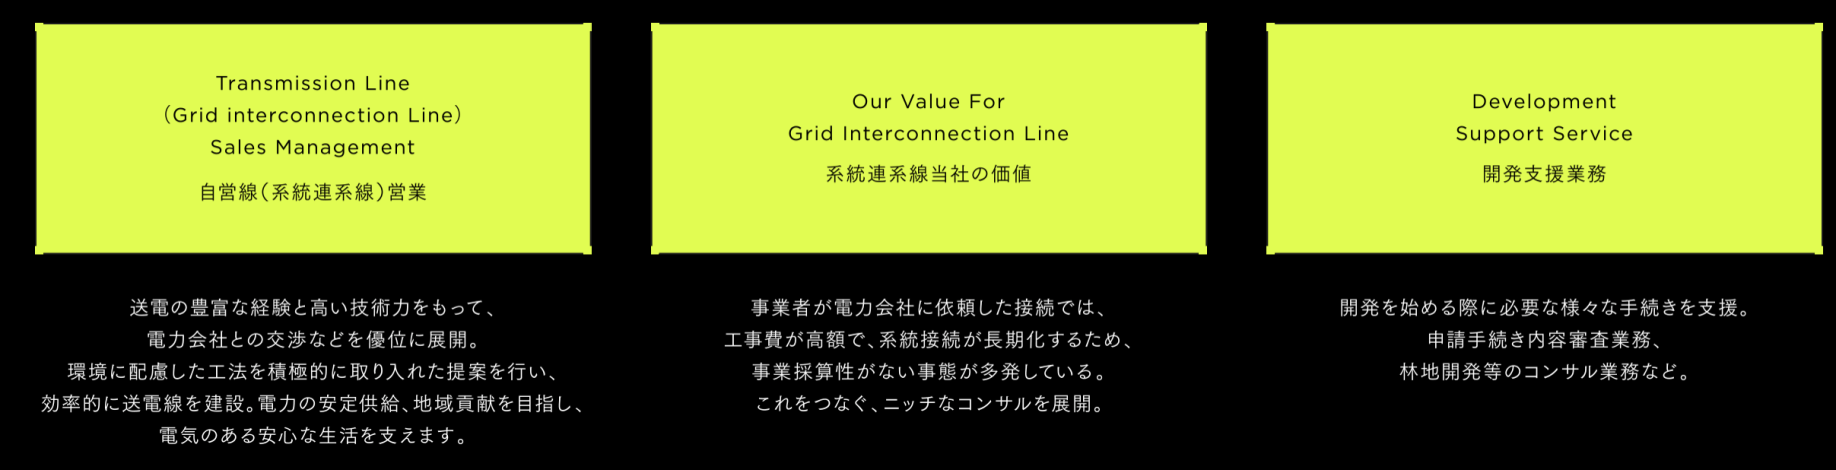 Transmission Line
（Grid interconnection Line）
Sales Management
自営線（系統連系線）営業
送電の豊富な経験と高い技術力をもって、
電力会社との交渉などを優位に展開。
環境に配慮した工法を積極的に取り入れた提案を行い、
効率的に送電線を建設。電力の安定供給、地域貢献を目指し、
電気のある安心な生活を支えます。
Our Value For
Grid Interconnection Line
系統連系線当社の価値
事業者が電力会社に依頼した接続では、
工事費が高額で、系統接続が長期化するため、
事業採算性がない事態が多発している。
これをつなぐ、ニッチなコンサルを展開。
Development
Support Service
開発支援業務
開発を始める際に必要な様々な手続きを支援。
申請手続き内容審査業務、
林地開発等のコンサル業務など。